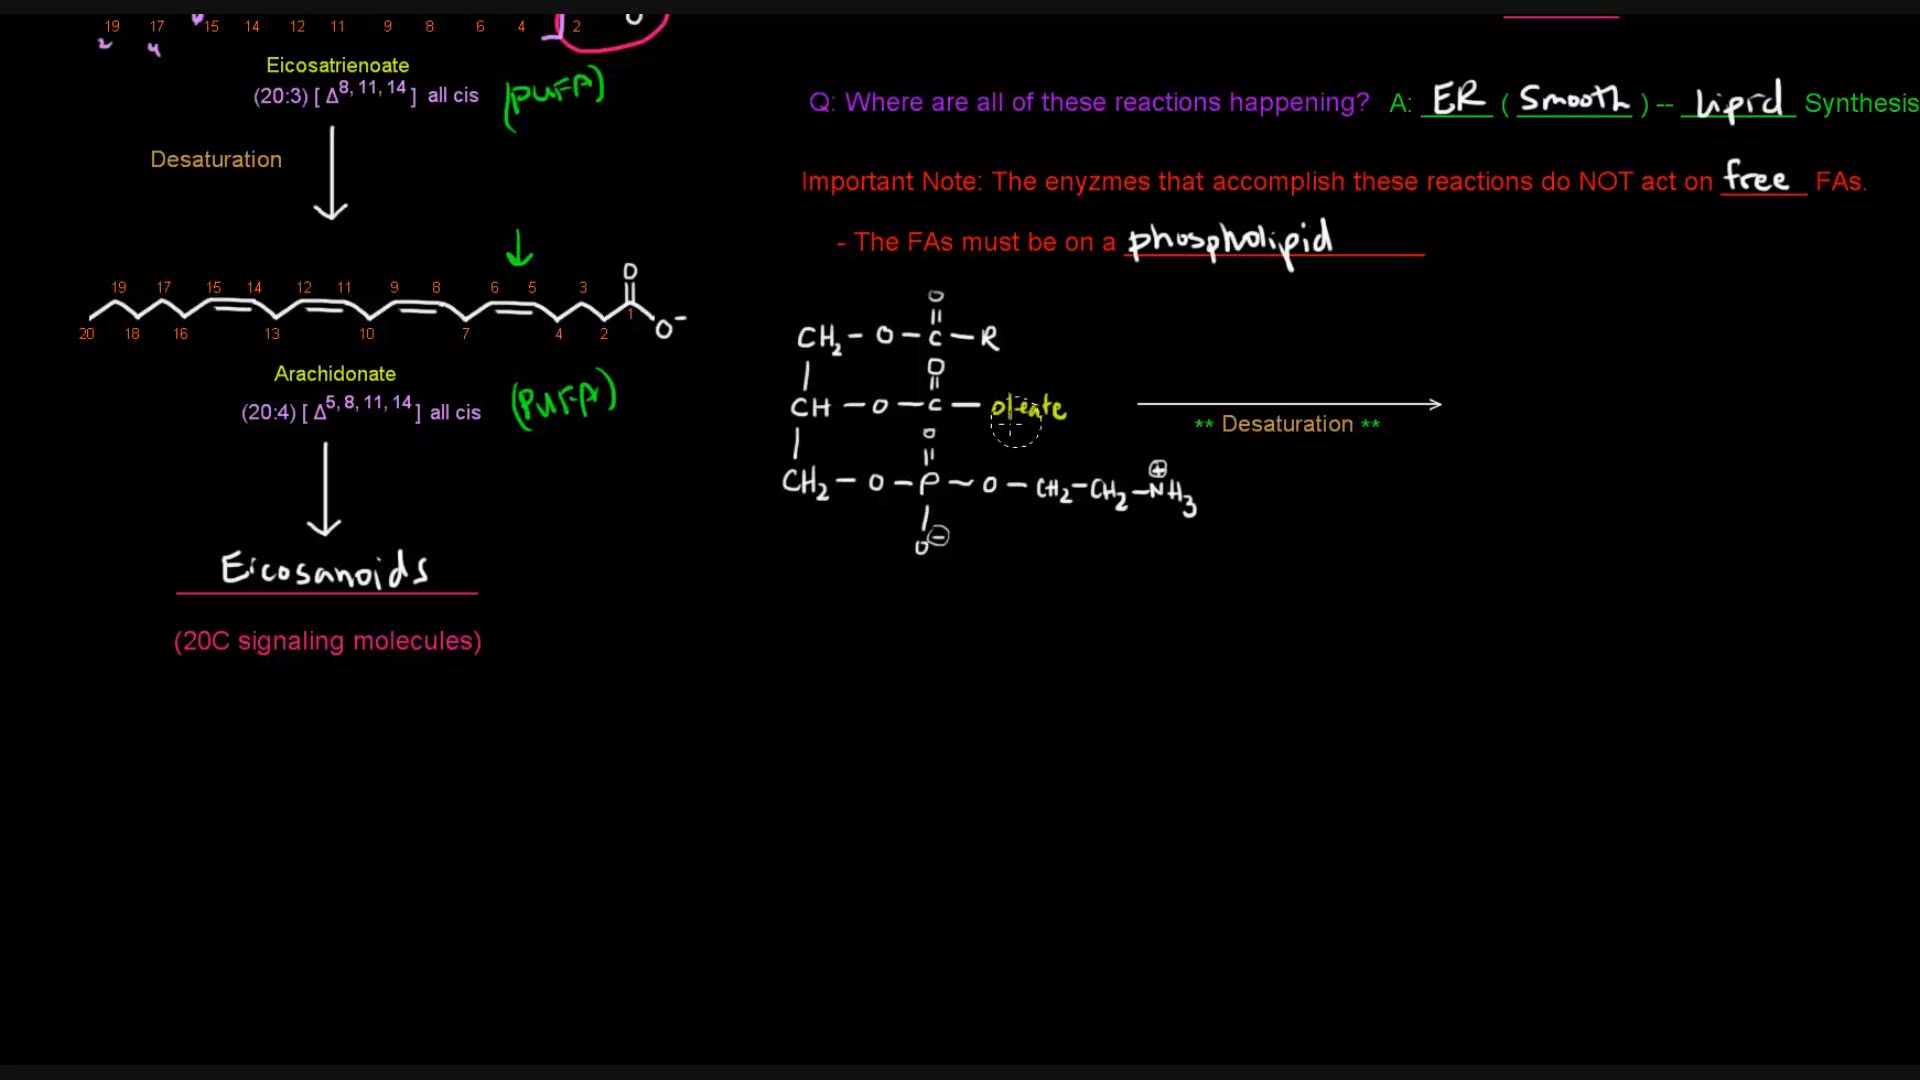 19 17 15 14 12 11 9 8 6 4 2
2 4
Eicosatrienoate
(20:3) [ Δ8, 11, 14 ] all cis (PUFA)
Desaturation
O
19 17 15 14 12 11 9 8 6 5 3
1
O-
20 18 16 13 10 7 4 2
Arachidonate
(20:4) [ Δ5, 8, 11, 14 ] all cis (PUFA)
Eicosanoids
(20C signaling molecules)
Q: Where are all of these reactions happening? A: ER ( Smooth ) -- Lipid Synthesis
Important Note: The enyzmes that accomplish these reactions do NOT act on free FAs.
- The FAs must be on a phospholipid
O
CH2 - O - C - R
O
CH - O - C - oleate
** Desaturation **
O
CH2 - O - P - O - CH2 - CH2 - NH3
+
O-